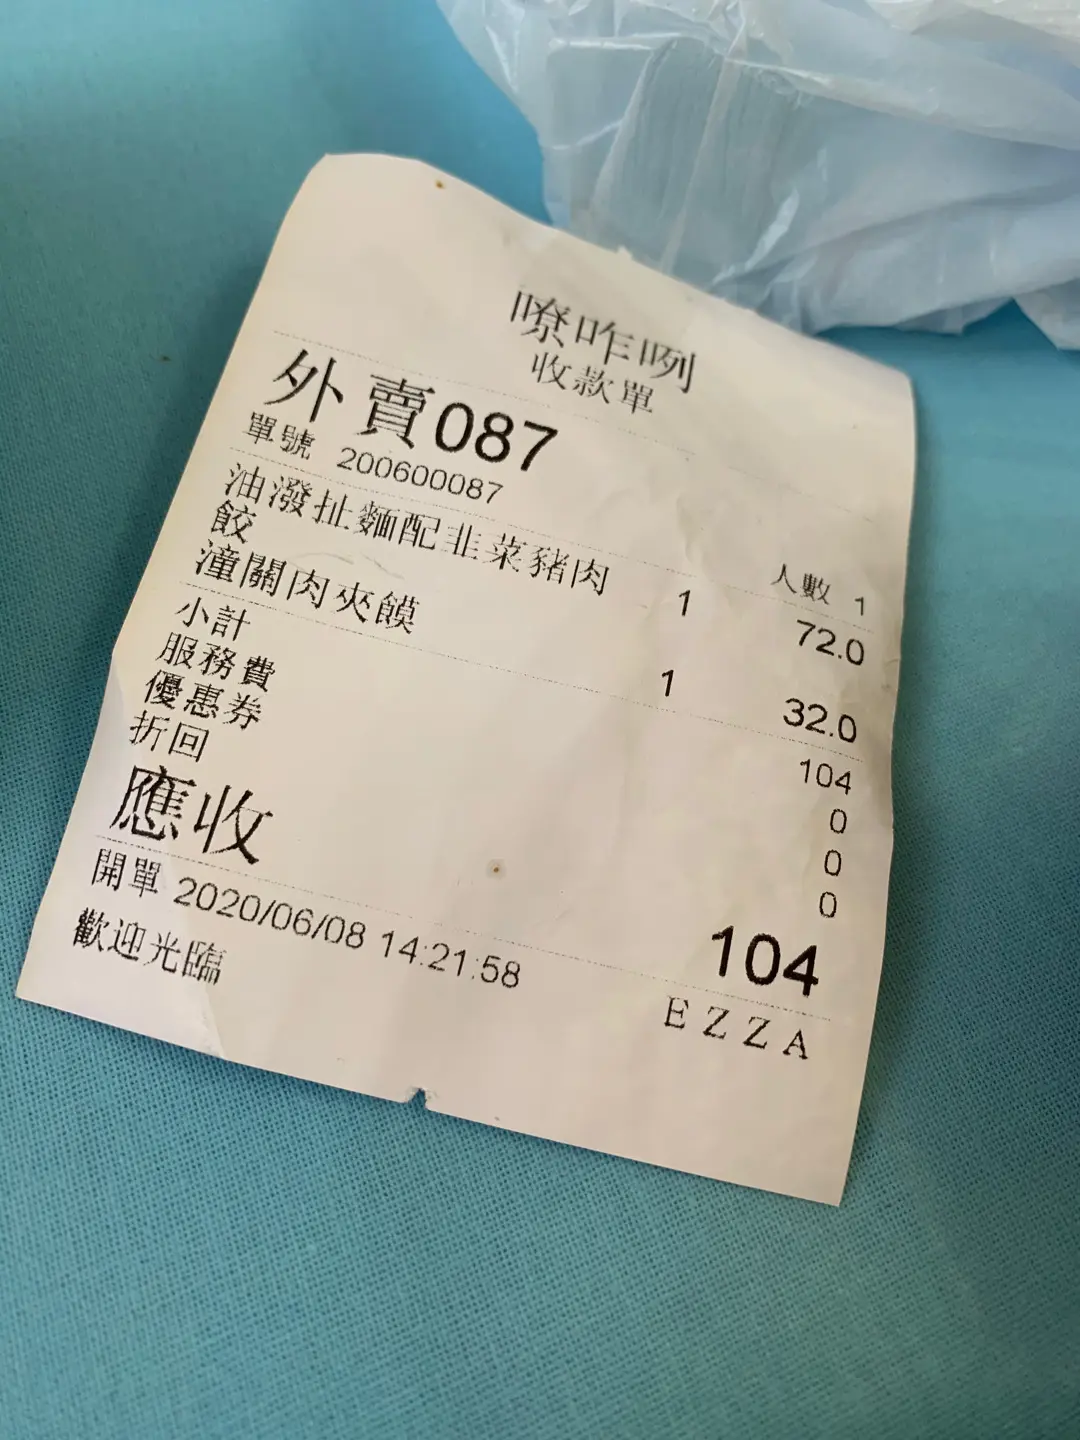 嘹咋咧
收款單
外賣087
單號 200600087 人數 1
油潑扯麵配韭菜豬肉 1 72.0
餃
潼關肉夾饃 1 32.0
小計 104
服務費 0
優惠券 0
折回 0
應收 104
開單 2020/06/08 14:21:58 EZZA
歡迎光臨